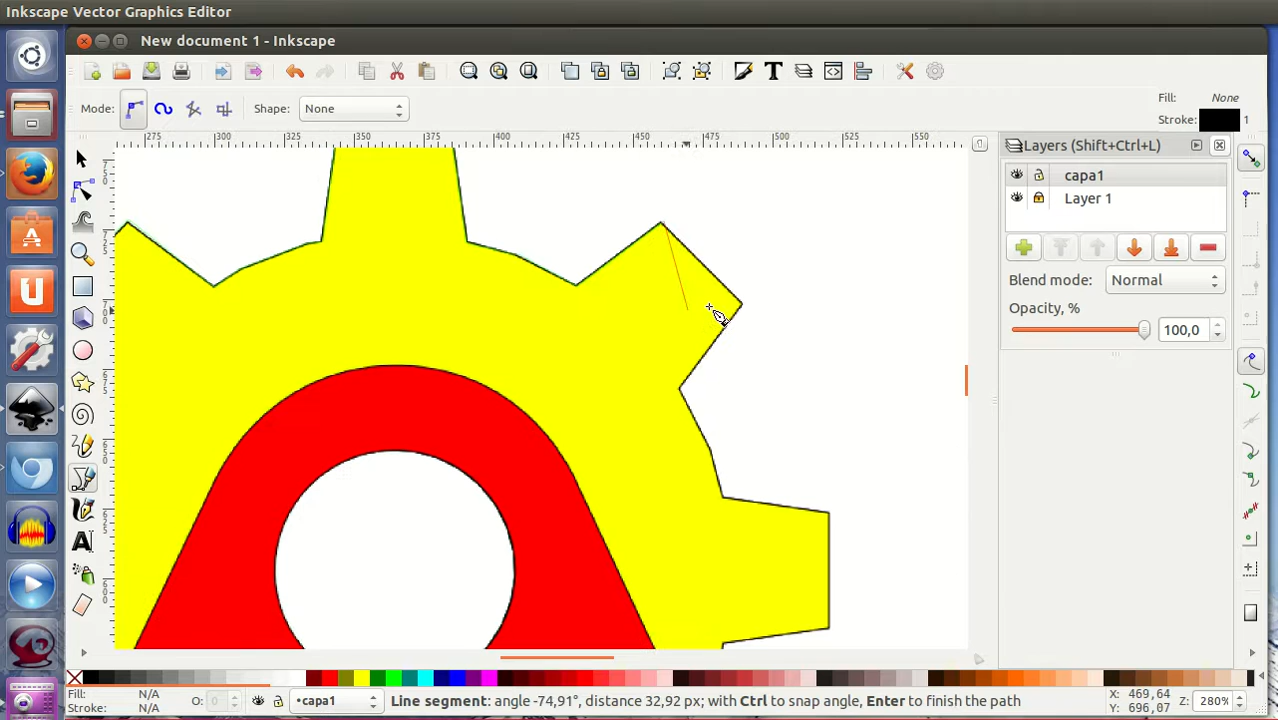 Inkscape Vector Graphics Editor
New document 1 - Inkscape
Mode:
Shape:
None
Fill:
None
Stroke:
1
275
300
325
350
375
400
425
450
475
500
525
550
Layers (Shift+Ctrl+L)
capa1
Layer 1
Blend mode:
Normal
Opacity, %
100,0
Fill:
N/A
Stroke:
N/A
O:
0
•capa1
Line segment: angle -74,91°, distance 32,92 px, with Ctrl to snap angle, Enter to finish the path
X: 469,64
Y: 696,07
Z:
280%